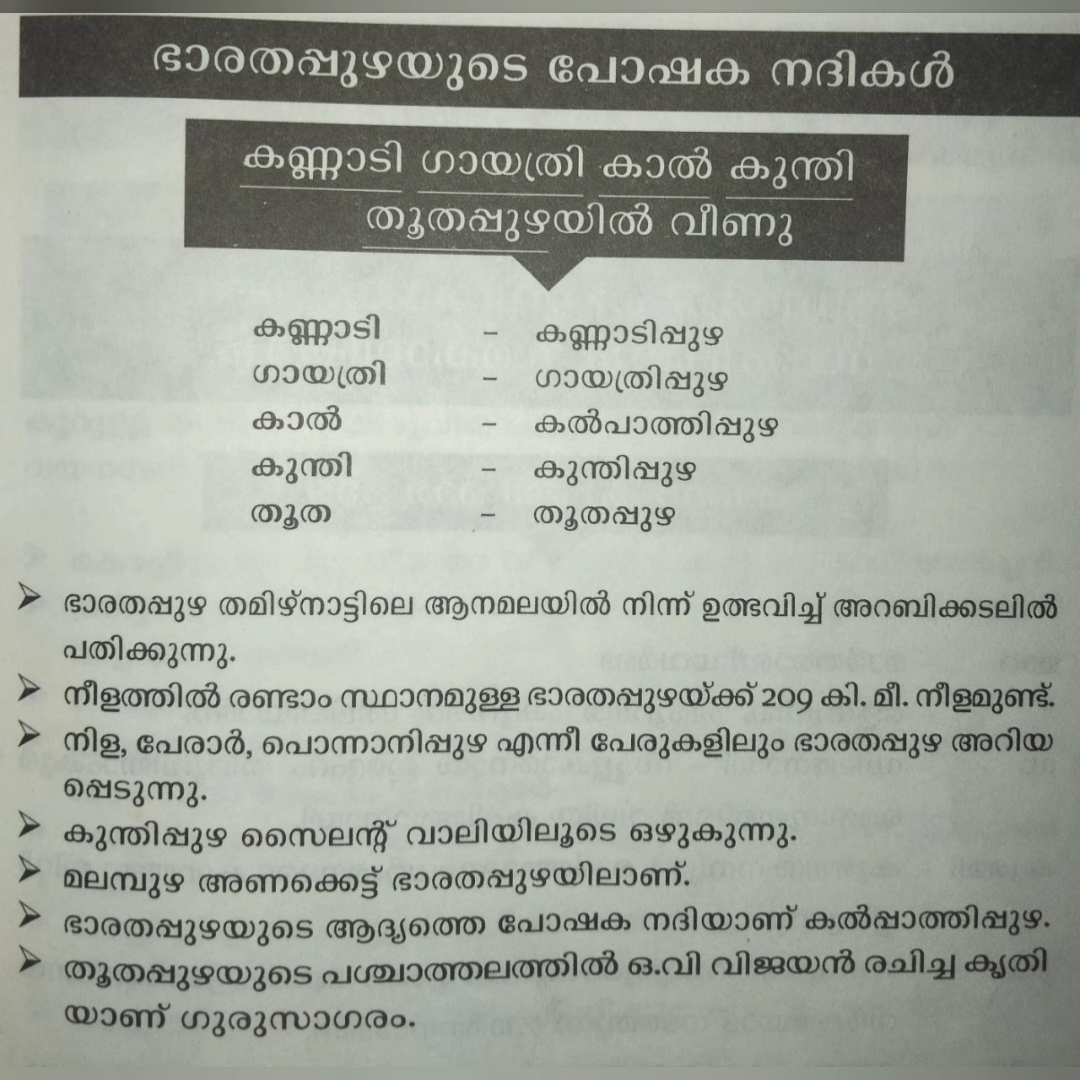 ഭാരതപ്പുഴയുടെ പോഷക നദികൾ
കണ്ണാടി ഗായത്രി കാൽ കുന്തി
തൂതപ്പുഴയിൽ വീണു
കണ്ണാടി – കണ്ണാടിപ്പുഴ
ഗായത്രി – ഗായത്രിപ്പുഴ
കാൽ – കൽപാത്തിപ്പുഴ
കുന്തി – കുന്തിപ്പുഴ
തൂത – തൂതപ്പുഴ
➤ ഭാരതപ്പുഴ തമിഴ്നാട്ടിലെ ആനമലയിൽ നിന്ന് ഉത്ഭവിച്ച് അറബിക്കടലിൽ
പതിക്കുന്നു.
➤ നീളത്തിൽ രണ്ടാം സ്ഥാനമുള്ള ഭാരതപ്പുഴയ്ക്ക് 209 കി. മീ. നീളമുണ്ട്.
➤ നിള, പേരാർ, പൊന്നാനിപ്പുഴ എന്നീ പേരുകളിലും ഭാരതപ്പുഴ അറിയ
പ്പെടുന്നു.
➤ കുന്തിപ്പുഴ സൈലന്റ് വാലിയിലൂടെ ഒഴുകുന്നു.
➤ മലമ്പുഴ അണക്കെട്ട് ഭാരതപ്പുഴയിലാണ്.
➤ ഭാരതപ്പുഴയുടെ ആദ്യത്തെ പോഷക നദിയാണ് കൽപ്പാത്തിപ്പുഴ.
➤ തൂതപ്പുഴയുടെ പശ്ചാത്തലത്തിൽ ഒ.വി വിജയൻ രചിച്ച കൃതി
യാണ് ഗുരുസാഗരം.